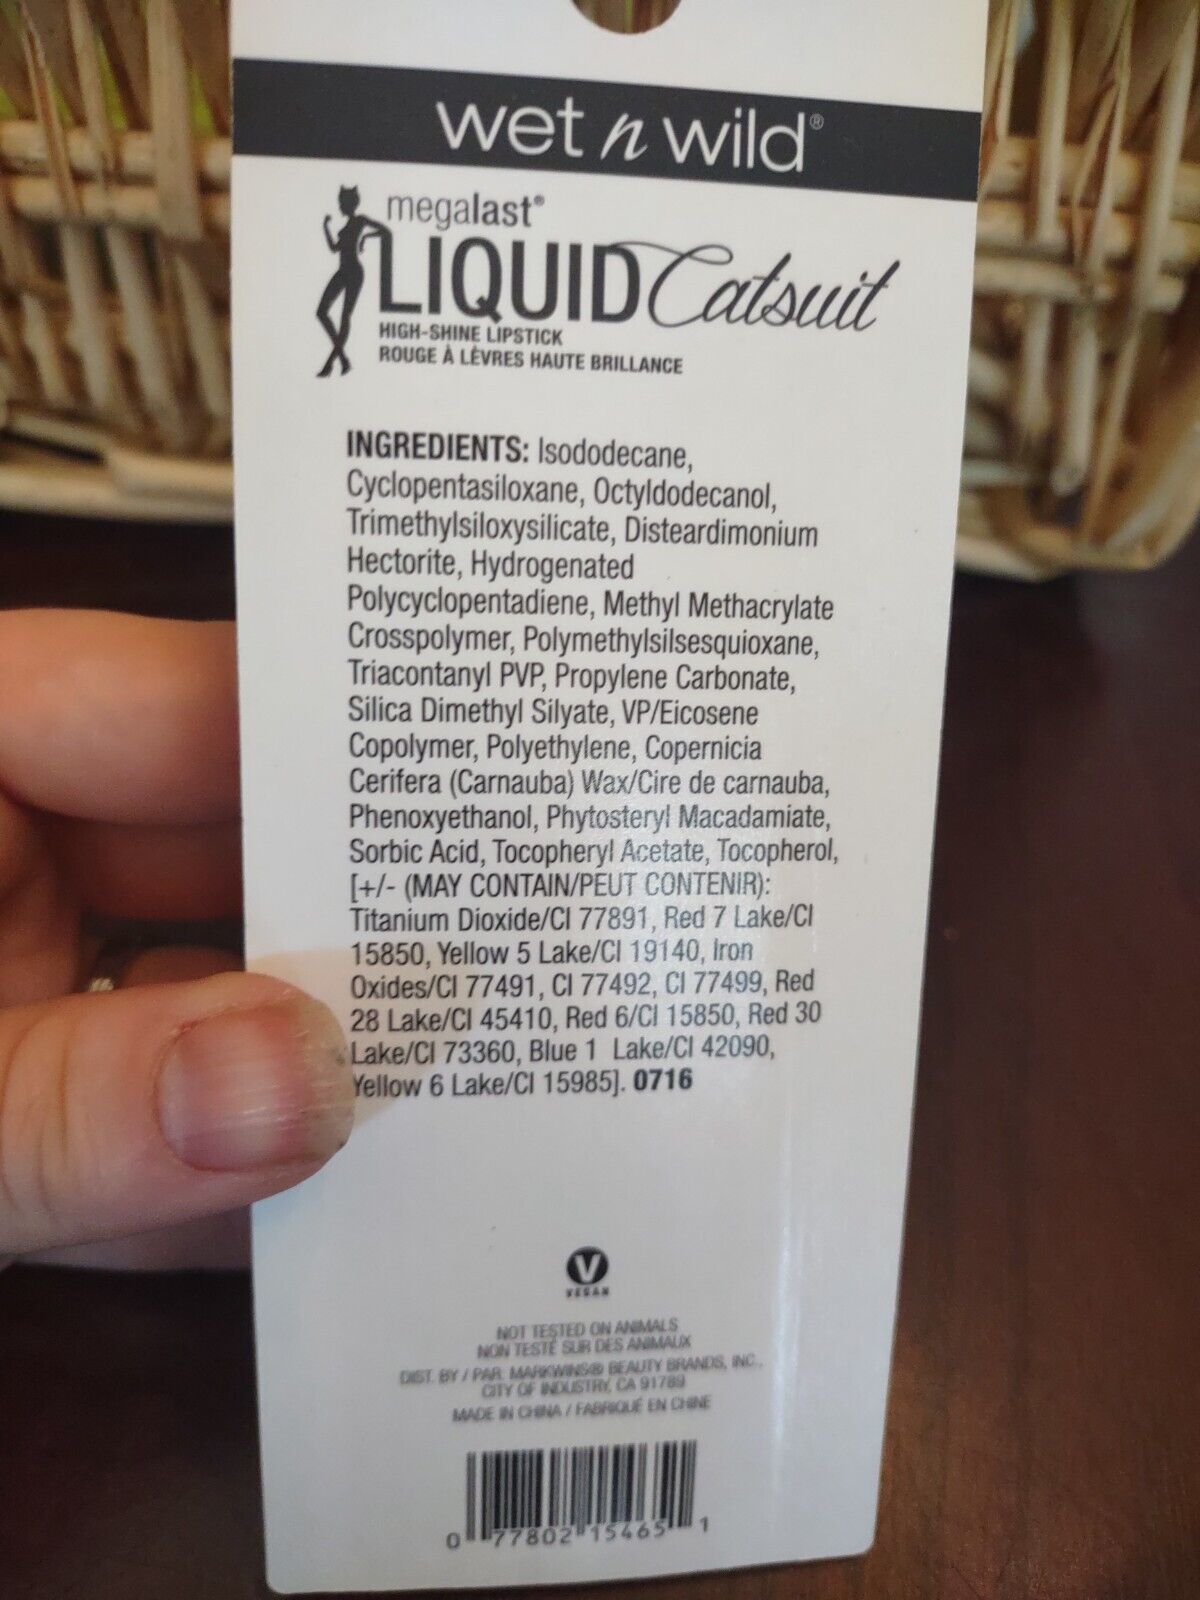 wet n wild®
megalast®
LIQUID Catsuit
HIGH-SHINE LIPSTICK
ROUGE À LÈVRES HAUTE BRILLANCE
INGREDIENTS: Isododecane,
Cyclopentasiloxane, Octyldodecanol,
Trimethylsiloxysilicate, Disteardimonium
Hectorite, Hydrogenated
Polycyclopentadiene, Methyl Methacrylate
Crosspolymer, Polymethylsilsesquioxane,
Triacontanyl PVP, Propylene Carbonate,
Silica Dimethyl Silyate, VP/Eicosene
Copolymer, Polyethylene, Copernicia
Cerifera (Carnauba) Wax/Cire de carnauba,
Phenoxyethanol, Phytosteryl Macadamiate,
Sorbic Acid, Tocopheryl Acetate, Tocopherol,
[+/- (MAY CONTAIN/PEUT CONTENIR):
Titanium Dioxide/CI 77891, Red 7 Lake/CI
15850, Yellow 5 Lake/CI 19140, Iron
Oxides/CI 77491, CI 77492, CI 77499, Red
28 Lake/CI 45410, Red 6/CI 15850, Red 30
Lake/CI 73360, Blue 1 Lake/CI 42090,
Yellow 6 Lake/CI 15985]. 0716
V
VEGAN
NOT TESTED ON ANIMALS
NON TESTÉ SUR DES ANIMAUX
DIST. BY / PAR: MARKWINS® BEAUTY BRANDS, INC.,
CITY OF INDUSTRY, CA 91789
MADE IN CHINA / FABRIQUÉ EN CHINE
0 77802 15465 1